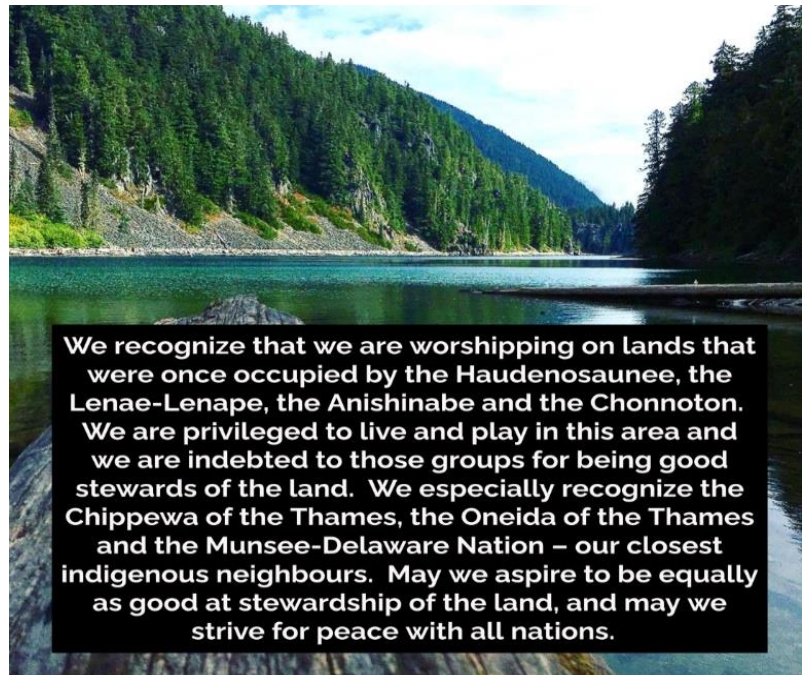 We recognize that we are worshipping on lands that
were once occupied by the Haudenosaunee, the
Lenae-Lenape, the Anishinabe and the Chonnoton.
We are privileged to live and play in this area and
we are indebted to those groups for being good
stewards of the land.  We especially recognize the
Chippewa of the Thames, the Oneida of the Thames
and the Munsee-Delaware Nation – our closest
indigenous neighbours.  May we aspire to be equally
as good at stewardship of the land, and may we
strive for peace with all nations.